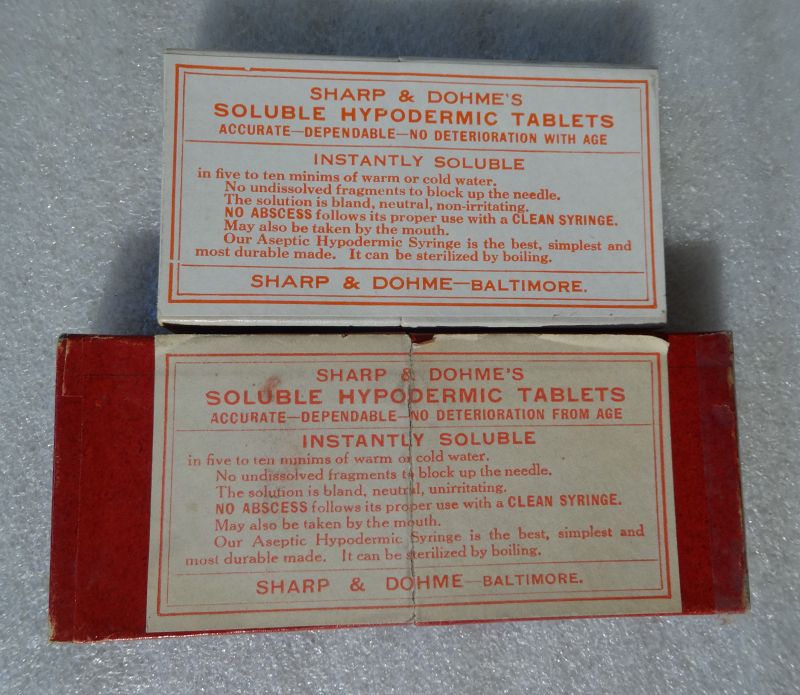 SHARP & DOHME'S
SOLUBLE HYPODERMIC TABLETS
ACCURATE—DEPENDABLE—NO DETERIORATION WITH AGE
INSTANTLY SOLUBLE
in five to ten minims of warm or cold water.
No undissolved fragments to block up the needle.
The solution is bland, neutral, non-irritating.
NO ABSCESS follows its proper use with a CLEAN SYRINGE.
May also be taken by the mouth.
Our Aseptic Hypodermic Syringe is the best, simplest and
most durable made. It can be sterilized by boiling.
SHARP & DOHME—BALTIMORE.
SHARP & DOHME'S
SOLUBLE HYPODERMIC TABLETS
ACCURATE—DEPENDABLE—NO DETERIORATION FROM AGE
INSTANTLY SOLUBLE
in five to ten minims of warm or cold water.
No undissolved fragments to block up the needle.
The solution is bland, neutral, unirritating.
NO ABSCESS follows its proper use with a CLEAN SYRINGE.
May also be taken by the mouth.
Our Aseptic Hypodermic Syringe is the best, simplest and
most durable made. It can be sterilized by boiling.
SHARP & DOHME—BALTIMORE.